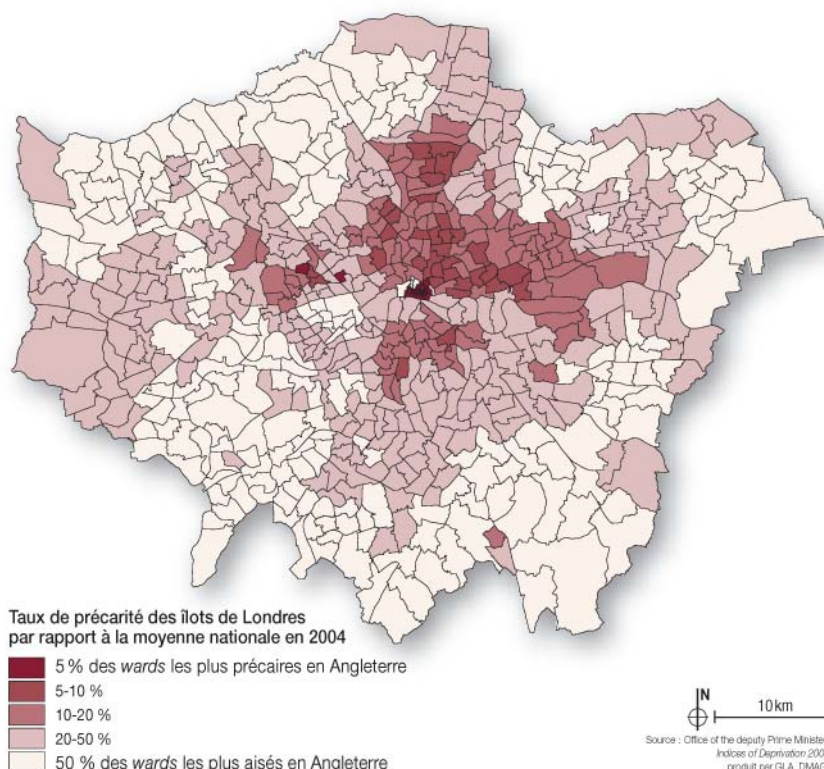 Taux de précarité des îlots de Londres
par rapport à la moyenne nationale en 2004
5 % des wards les plus précaires en Angleterre
5-10 %
10-20 %
20-50 %
50 % des wards les plus aisés en Angleterre
N
10 km
Source : Office of the deputy Prime Minister
Indices of Deprivation 200
produit par GLA, DMAG